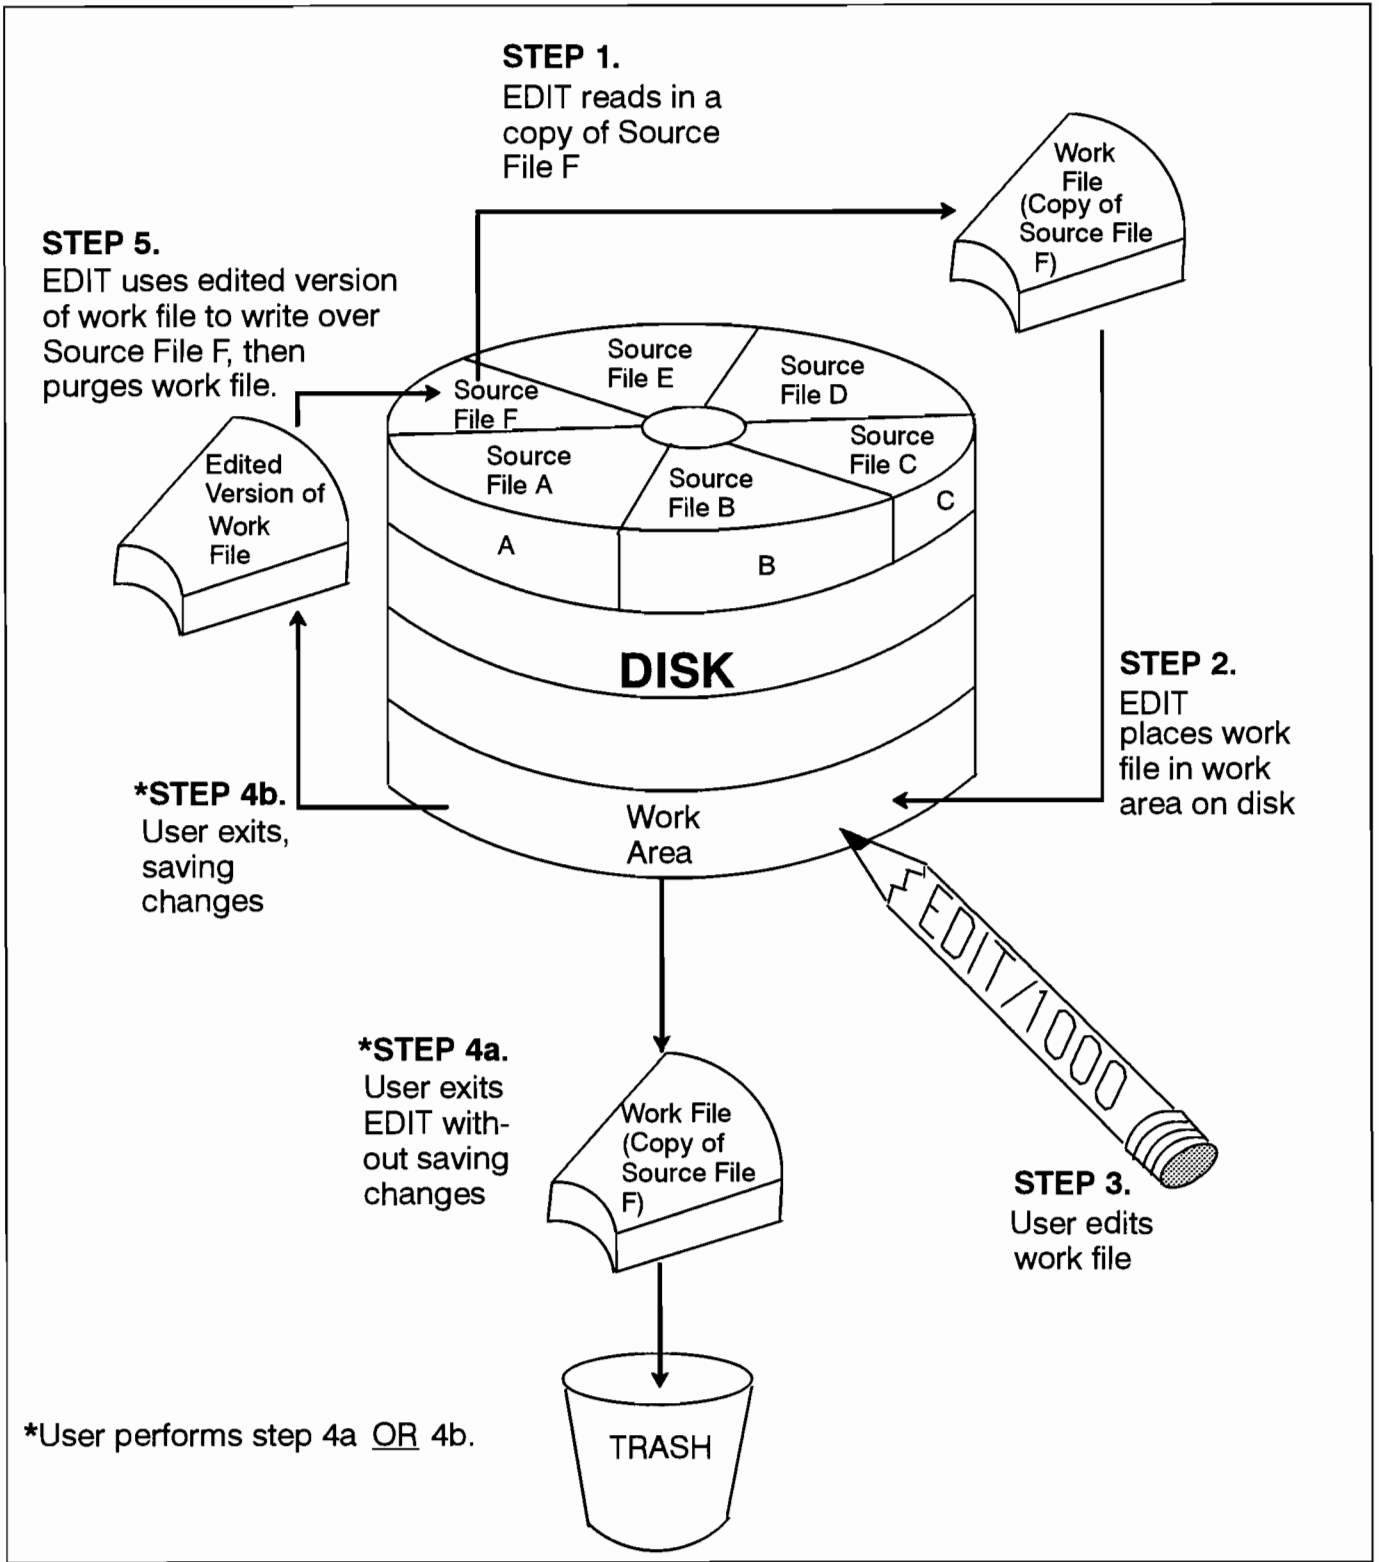 STEP 1.
EDIT reads in a
copy of Source
File F
Work
File
(Copy of
Source File
F)
STEP 5.
EDIT uses edited version
of work file to write over
Source File F, then
purges work file.
Source
File E
Source
File D
Source
File F
Source
File C
Source
File A
Source
File B
C
A
B
Edited
Version of
Work
File
DISK
STEP 2.
EDIT
places work
file in work
area on disk
*STEP 4b.
User exits,
saving
changes
Work
Area
EDIT/1000
*STEP 4a.
User exits
EDIT with-
out saving
changes
Work File
(Copy of
Source File
F)
STEP 3.
User edits
work file
*User performs step 4a OR 4b.
TRASH